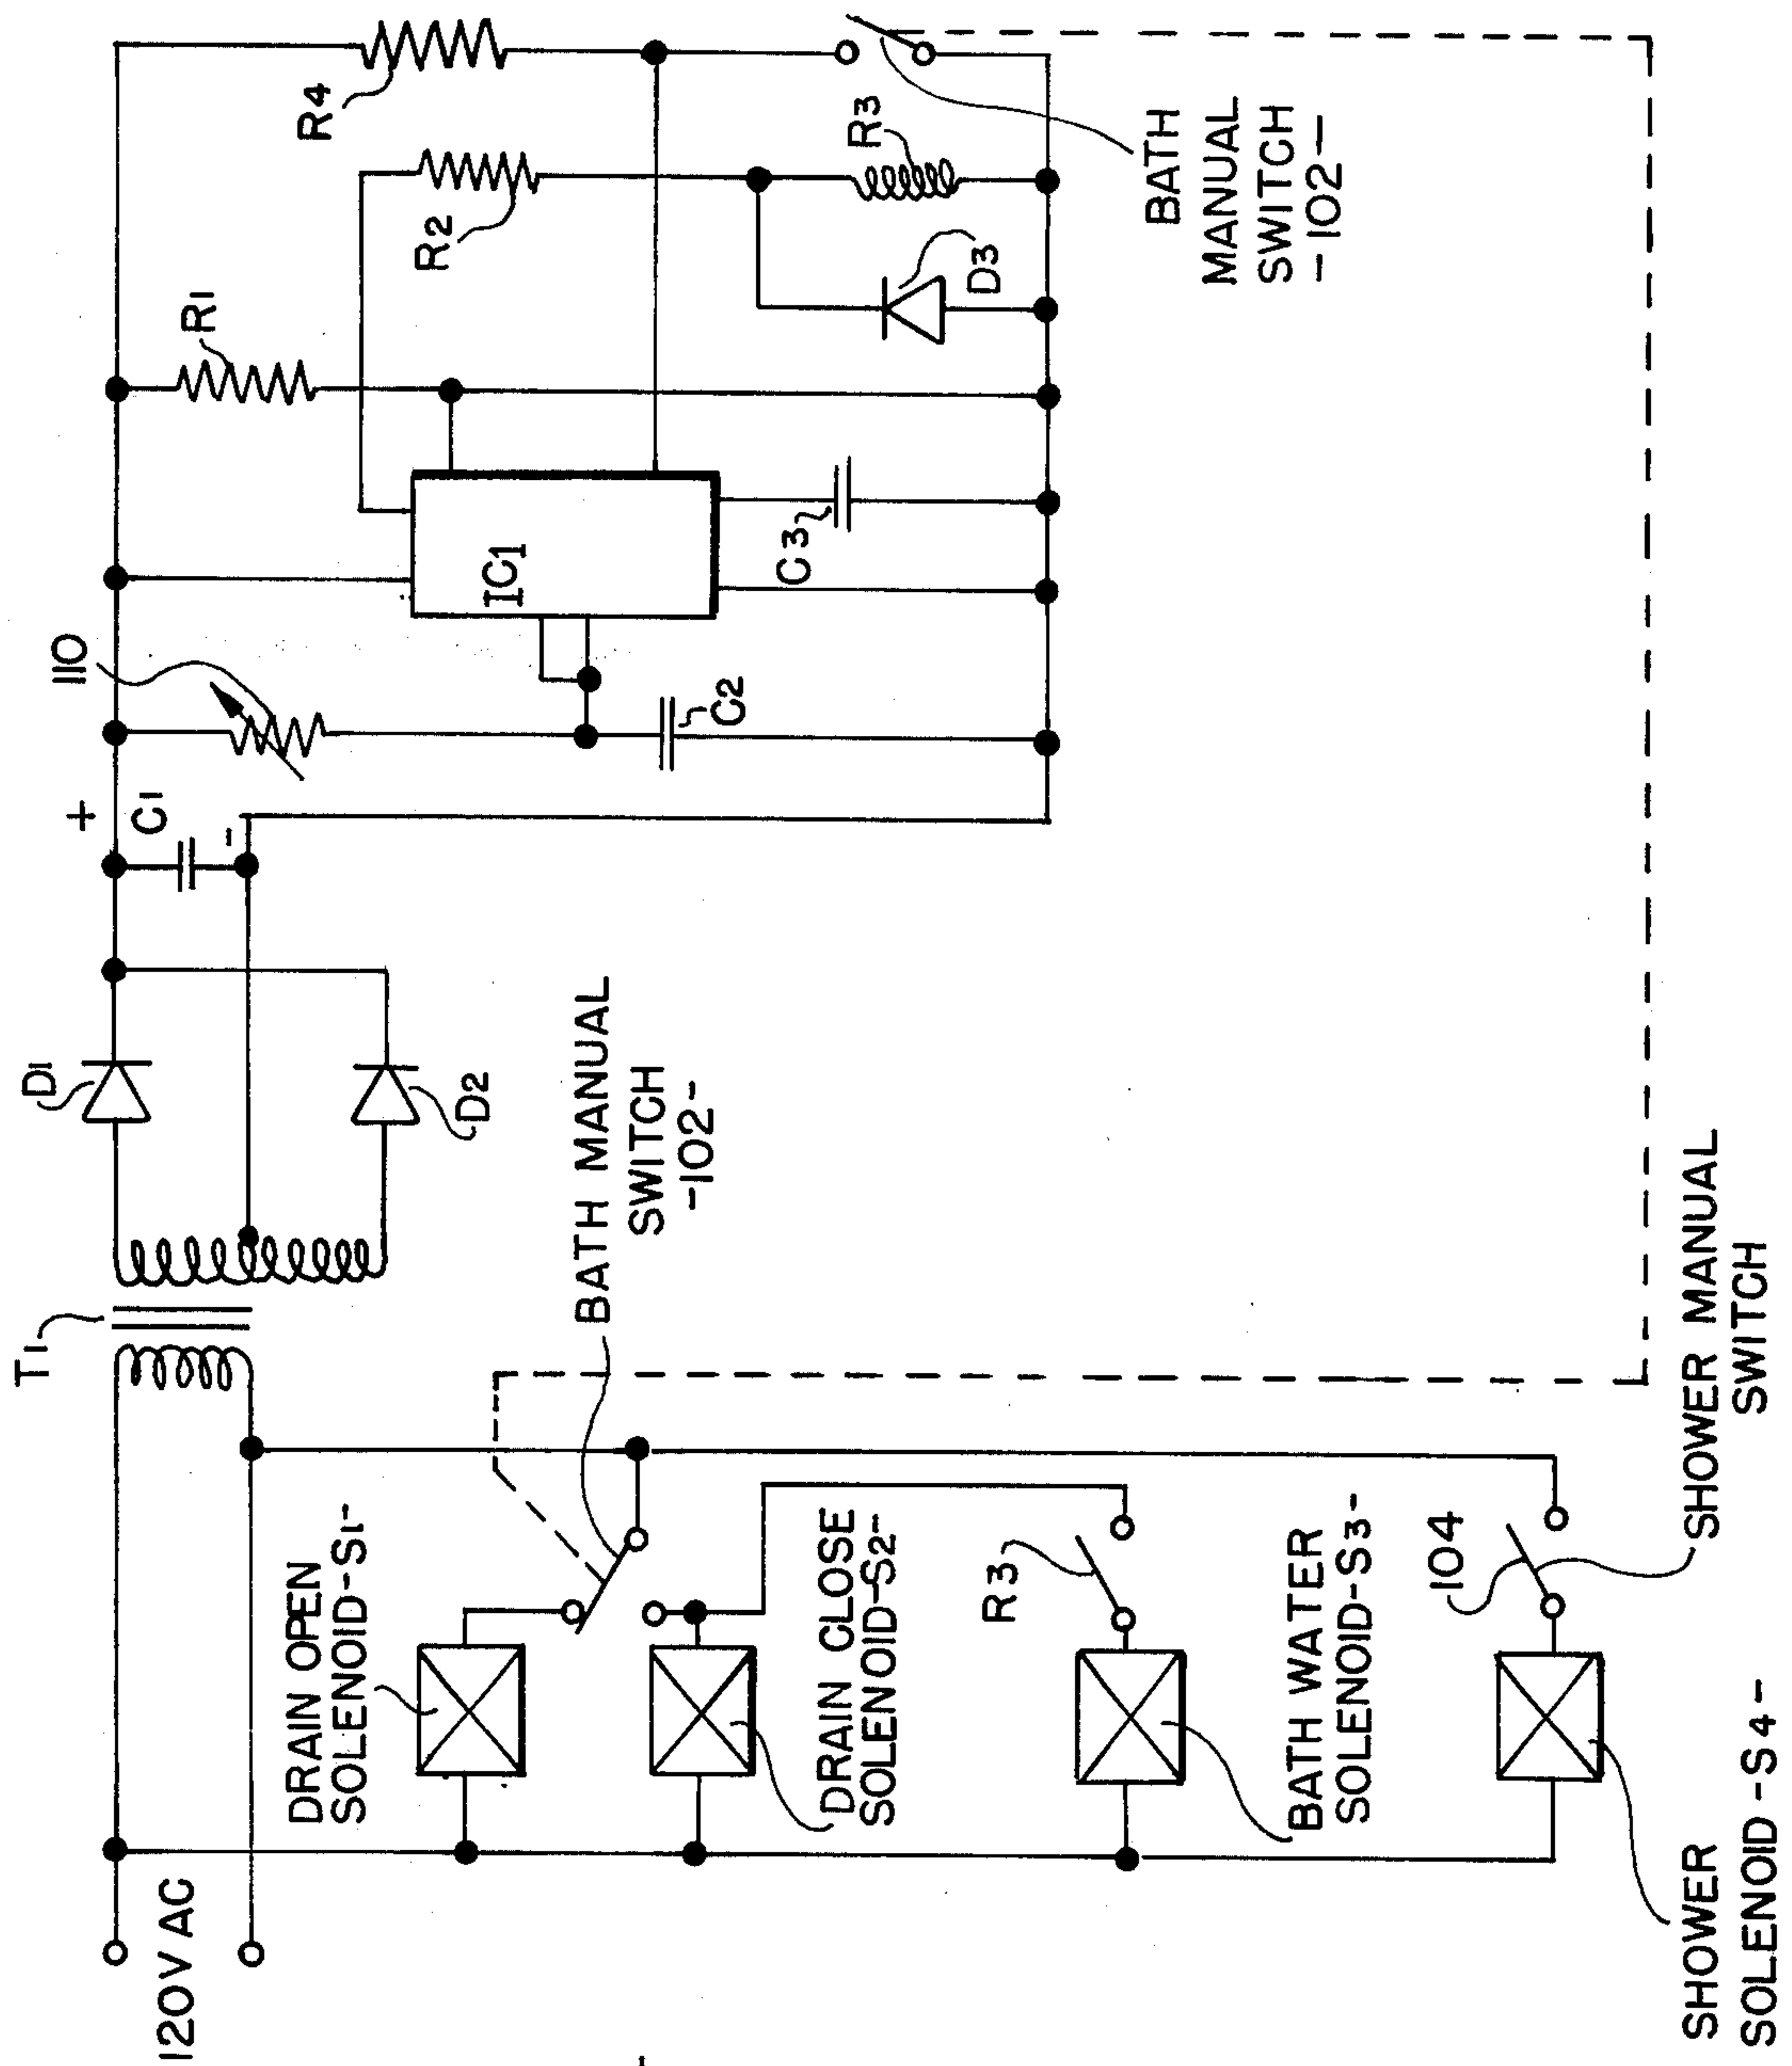 120V AC
T1
D1
D2
+
C1
-
110
R1
R4
R2
R3
IC1
C2
C3
D3
BATH
MANUAL
SWITCH
-102-
BATH MANUAL
SWITCH
-102-
DRAIN OPEN
SOLENOID-S1-
DRAIN CLOSE
SOLENOID-S2-
R3
BATH WATER
SOLENOID-S3-
104
SHOWER MANUAL
SWITCH
SHOWER
SOLENOID-S4-